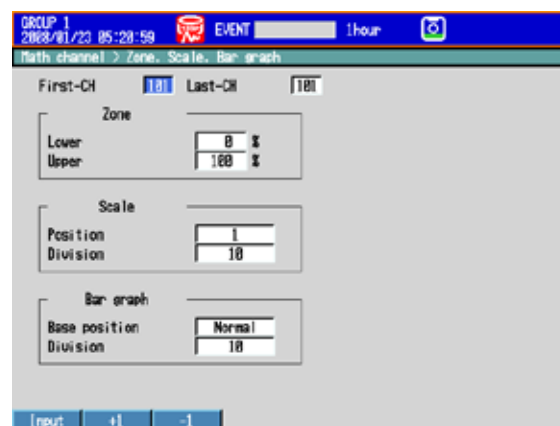 GROUP 1
2008/01/23 05:20:59
EVENT
1hour
Math channel > Zone, Scale, Bar graph
First-CH 101 Last-CH 101
Zone
Lower 0 %
Upper 100 %
Scale
Position 1
Division 10
Bar graph
Base position Normal
Division 10
Input +1 -1